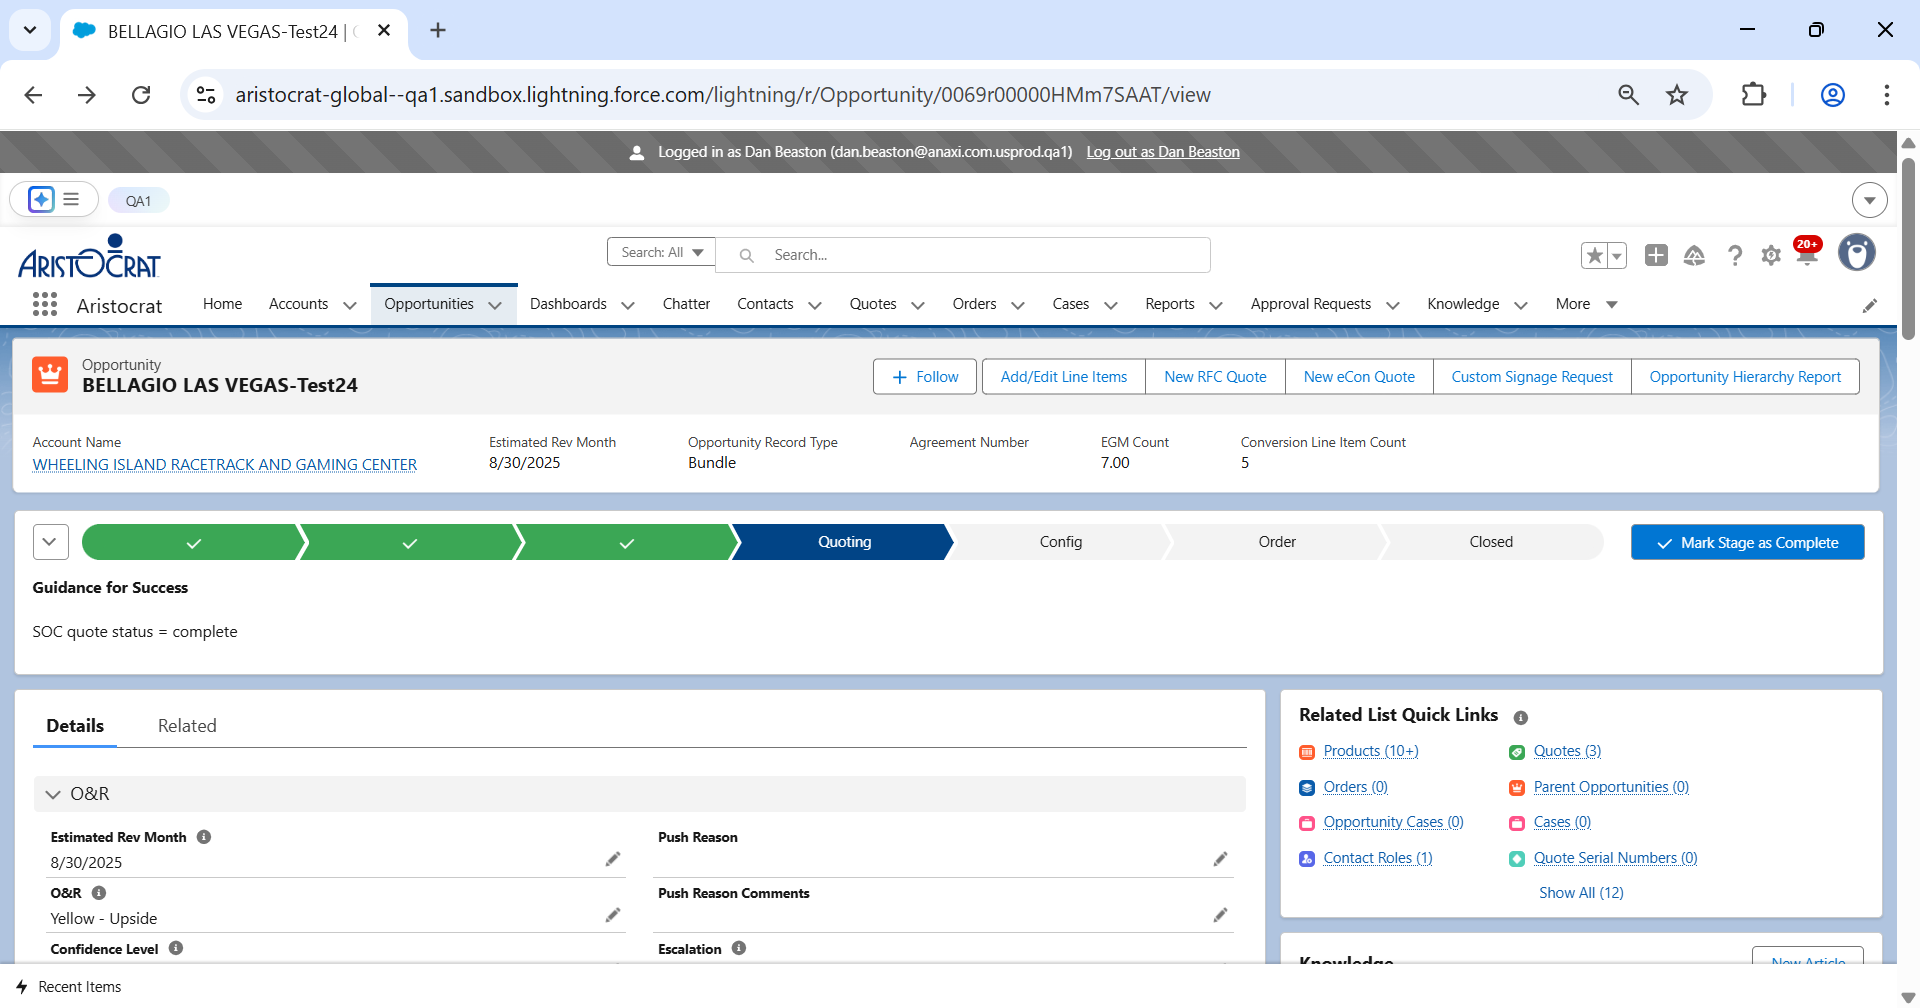 BELLAGIO LAS VEGAS-Test24 |
aristocrat-global--qa1.sandbox.lightning.force.com/lightning/r/Opportunity/0069r00000HMm7SAAT/view
Logged in as Dan Beaston (dan.beaston@anaxi.com.usprod.qa1) Log out as Dan Beaston
QA1
ARISTOCRAT
Search: All
Search...
20+
Aristocrat
Home
Accounts
Opportunities
Dashboards
Chatter
Contacts
Quotes
Orders
Cases
Reports
Approval Requests
Knowledge
More
Opportunity
BELLAGIO LAS VEGAS-Test24
Follow
Add/Edit Line Items
New RFC Quote
New eCon Quote
Custom Signage Request
Opportunity Hierarchy Report
Account Name
WHEELING ISLAND RACETRACK AND GAMING CENTER
Estimated Rev Month
8/30/2025
Opportunity Record Type
Bundle
Agreement Number
EGM Count
7.00
Conversion Line Item Count
5
Quoting
Config
Order
Closed
Mark Stage as Complete
Guidance for Success
SOC quote status = complete
Details
Related
O&R
Estimated Rev Month
8/30/2025
Push Reason
O&R
Yellow - Upside
Push Reason Comments
Confidence Level
Escalation
Related List Quick Links
Products (10+)
Quotes (3)
Orders (0)
Parent Opportunities (0)
Opportunity Cases (0)
Cases (0)
Contact Roles (1)
Quote Serial Numbers (0)
Show All (12)
Knowledge
New Article
Recent Items